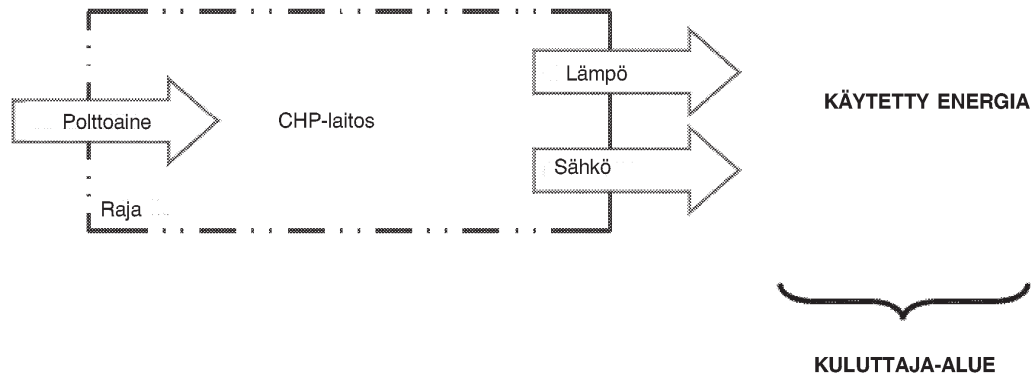 Lämpö
KÄYTETTY ENERGIA
Polttoaine
CHP-laitos
Sähkö
Raja
KULUTTAJA-ALUE